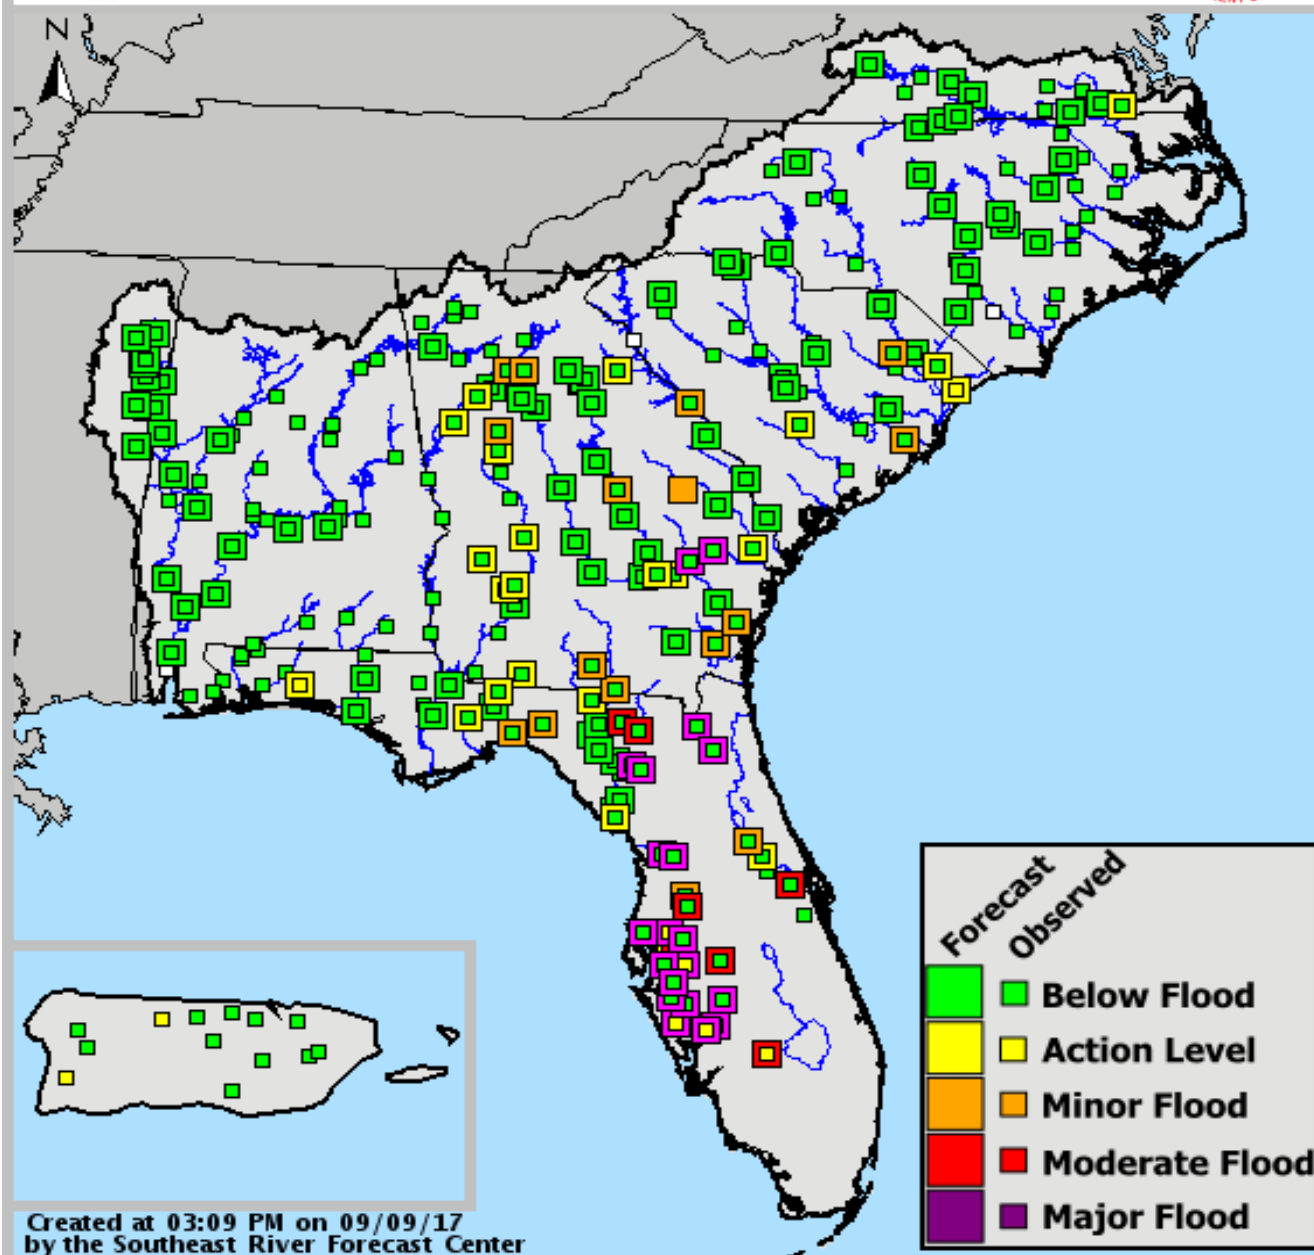 N
Forecast
Observed
Below Flood
Action Level
Minor Flood
Moderate Flood
Major Flood
Created at 03:09 PM on 09/09/17
by the Southeast River Forecast Center